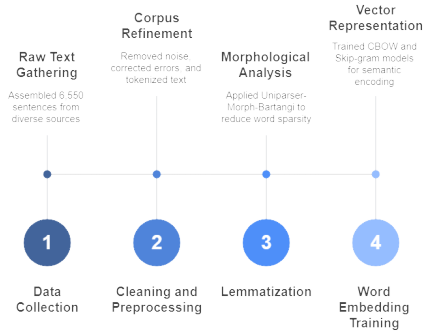 Raw Text
Gathering
Assembled 6,550
sentences from
diverse sources
Corpus
Refinement
Removed noise,
corrected errors, and
tokenized text
Morphological
Analysis
Applied Uniparser-
Morph-Bartangi to
reduce word sparsity
Vector
Representation
Trained CBOW and
Skip-gram models
for semantic
encoding
1
2
3
4
Data
Collection
Cleaning and
Preprocessing
Lemmatization
Word
Embedding
Training